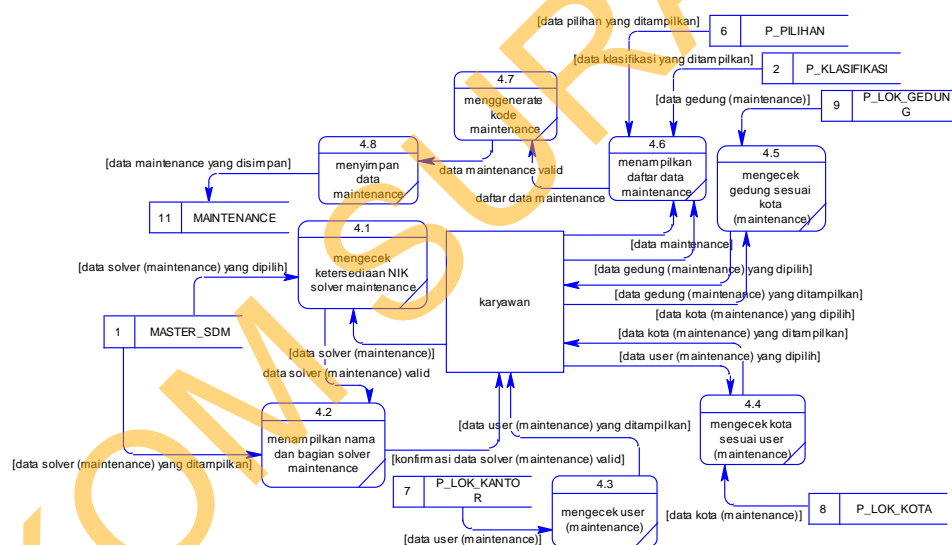 [data pilihan yang ditampilkan]
6 P_PILIHAN
[data klasifikasi yang ditampilkan]
2 P_KLASIFIKASI
[data gedung (maintenance)]
9 P_LOK_GEDUN
G
4.7
menggenerate
kode
maintenance
4.8
menyimpan
data
maintenance
[data maintenance yang disimpan]
data maintenance valid
daftar data maintenance
4.6
menampilkan
daftar data
maintenance
4.5
mengecek
gedung sesuai
kota
(maintenance)
11 MAINTENANCE
4.1
mengecek
ketersediaan NIK
solver maintenance
[data solver (maintenance) yang dipilih]
karyawan
[data maintenance]
[data gedung (maintenance) yang dipilih]
[data gedung (maintenance) yang ditampilkan]
[data kota (maintenance) yang dipilih]
[data kota (maintenance) yang ditampilkan]
[data user (maintenance) yang dipilih]
1 MASTER_SDM
[data solver (maintenance)]
data solver (maintenance) valid
4.2
menampilkan nama
dan bagian solver
maintenance
[data solver (maintenance) yang ditampilkan]
[data user (maintenance) yang ditampilkan]
[konfirmasi data solver (maintenance) valid]
4.4
mengecek kota
sesuai user
(maintenance)
7 P_LOK_KANTO
R
4.3
mengecek user
(maintenance)
[data user (maintenance)]
[data kota (maintenance)]
8 P_LOK_KOTA
KOM SURA